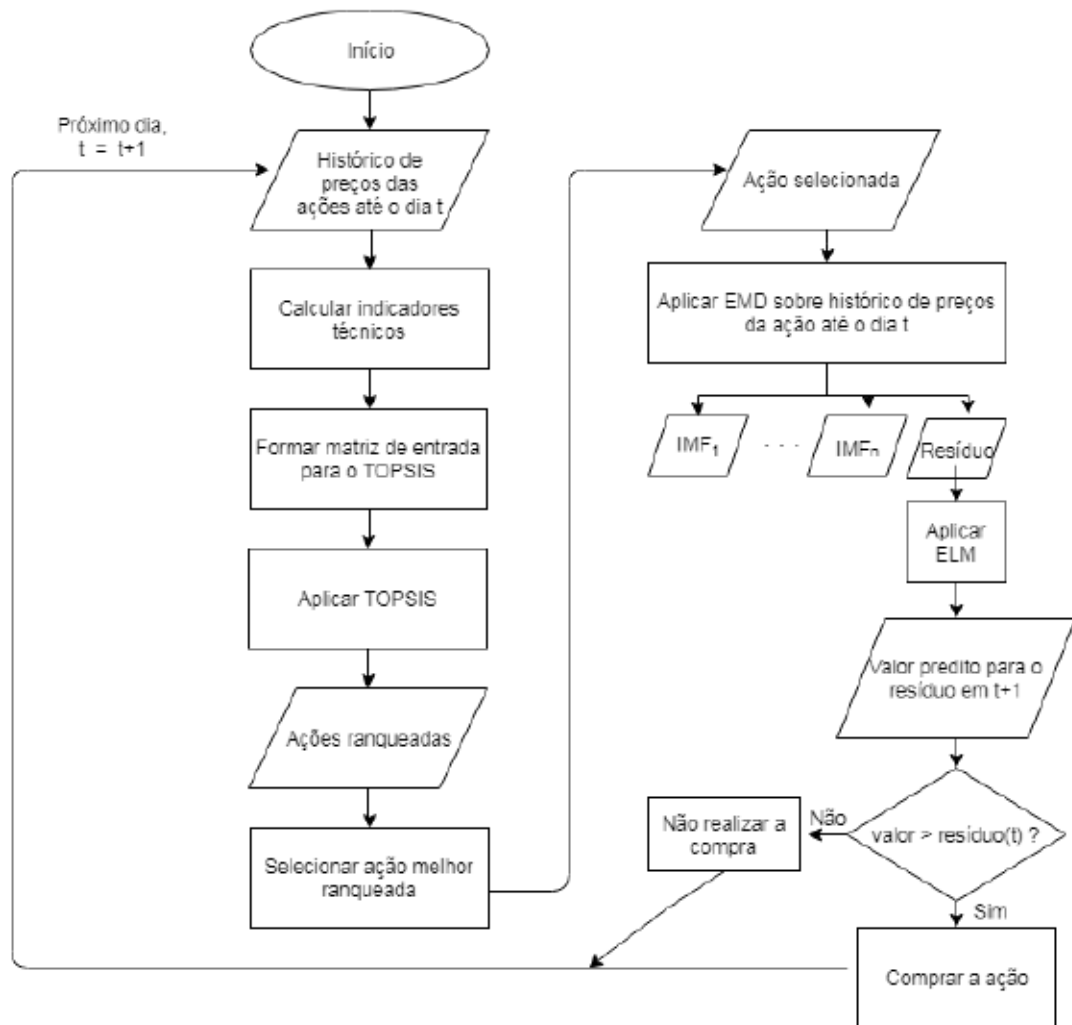 Início
Próximo dia,
t = t+1
Histórico de
preços das
ações até o dia t
Calcular indicadores
técnicos
Formar matriz de entrada
para o TOPSIS
Aplicar TOPSIS
Ações ranqueadas
Selecionar ação melhor
ranqueada
Ação selecionada
Aplicar EMD sobre histórico de preços
da ação até o dia t
IMF1
. . .
IMFn
Resíduo
Aplicar
ELM
Valor predito para o
resíduo em t+1
valor > resíduo(t) ?
Não
Não realizar a
compra
Sim
Comprar a ação